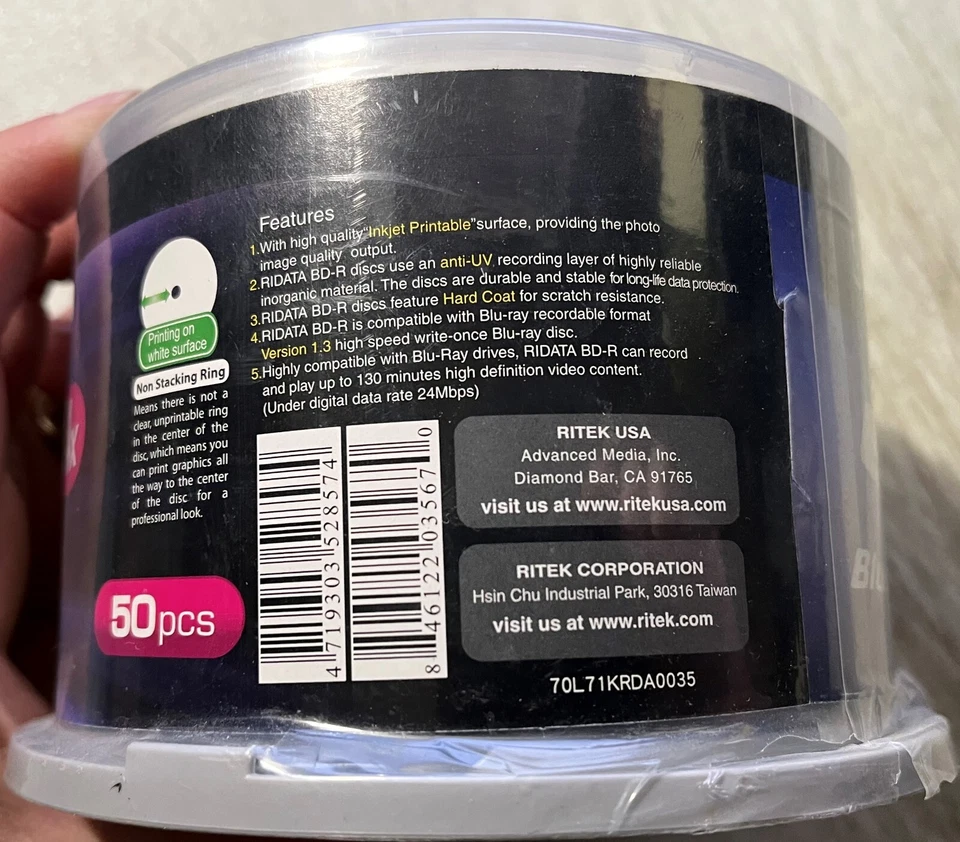 Features
1.With high quality"Inkjet Printable"surface, providing the photo
image quality output.
2.RIDATA BD-R discs use an anti-UV recording layer of highly reliable
inorganic material. The discs are durable and stable for long-life data protection.
3.RIDATA BD-R discs feature Hard Coat for scratch resistance.
4.RIDATA BD-R is compatible with Blu-ray recordable format
Version 1.3 high speed write-once Blu-ray disc.
5.Highly compatible with Blu-Ray drives, RIDATA BD-R can record
and play up to 130 minutes high definition video content.
(Under digital data rate 24Mbps)
Printing on
white surface
Non Stacking Ring
Means there is not a
clear, unprintable ring
in the center of the
disc, which means you
can print graphics all
the way to the center
of the disc for a
professional look.
50pcs
4 719303 528574
8 46122 03567 0
RITEK USA
Advanced Media, Inc.
Diamond Bar, CA 91765
visit us at www.ritekusa.com
RITEK CORPORATION
Hsin Chu Industrial Park, 30316 Taiwan
visit us at www.ritek.com
70L71KRDA0035